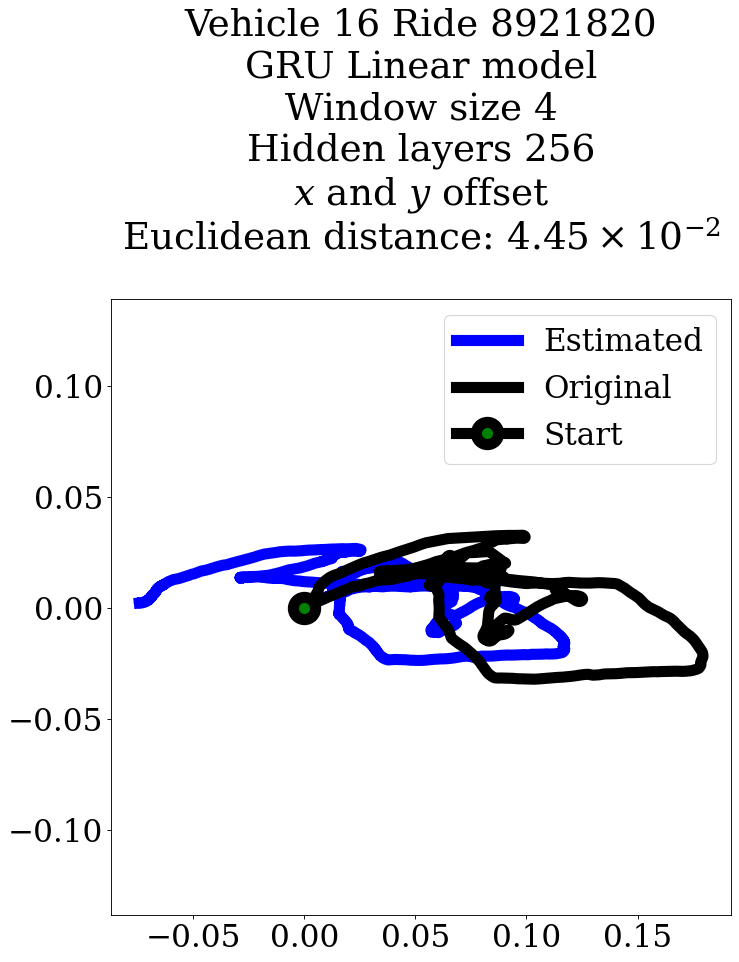 Vehicle 16 Ride 8921820
GRU Linear model
Window size 4
Hidden layers 256
x and y offset
Euclidean distance: 4.45 × 10⁻²
Estimated
Original
Start
0.10
0.05
0.00
−0.05
−0.10
−0.05 0.00 0.05 0.10 0.15